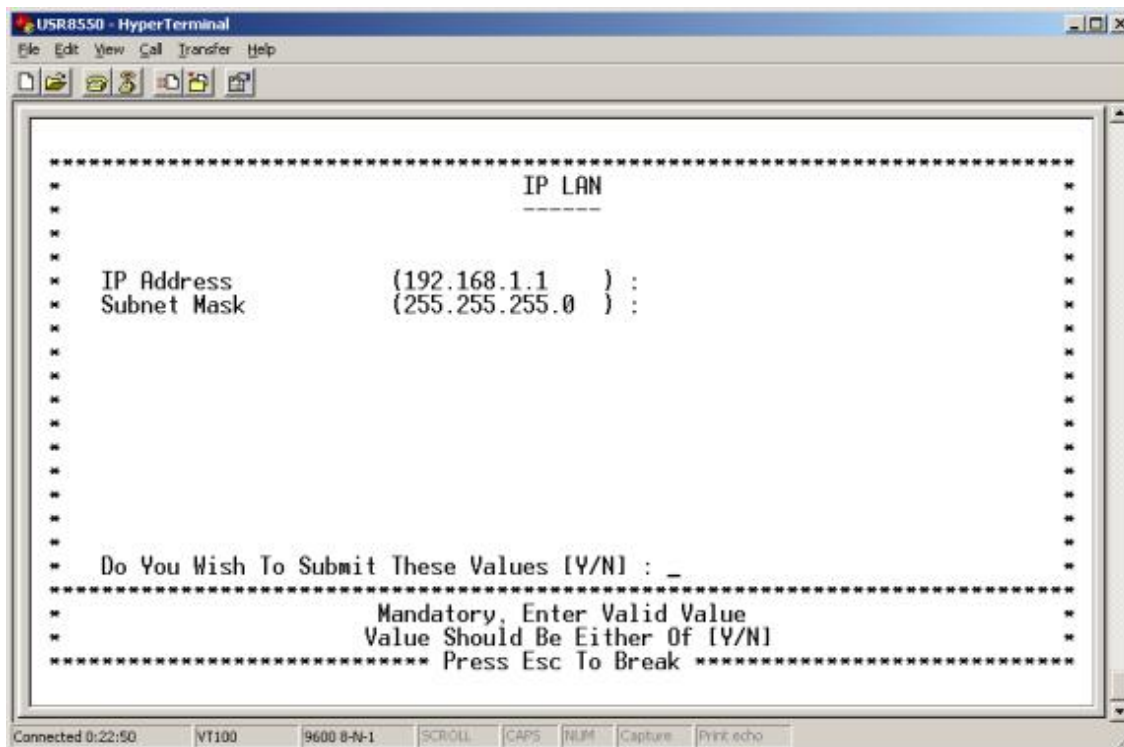 USR8550 - HyperTerminal
File Edit View Call Transfer Help
*******************************************************************************
* IP LAN *
* ------ *
* *
* *
* IP Address (192.168.1.1 ) : *
* Subnet Mask (255.255.255.0 ) : *
* *
* *
* *
* *
* *
* *
* *
* *
* *
* *
* Do You Wish To Submit These Values [Y/N] : _ *
*******************************************************************************
* Mandatory, Enter Valid Value *
* Value Should Be Either Of [Y/N] *
***************************** Press Esc To Break *****************************
Connected 0:22:50 VT100 9600 8-N-1 SCROLL CAPS NUM Capture Print echo